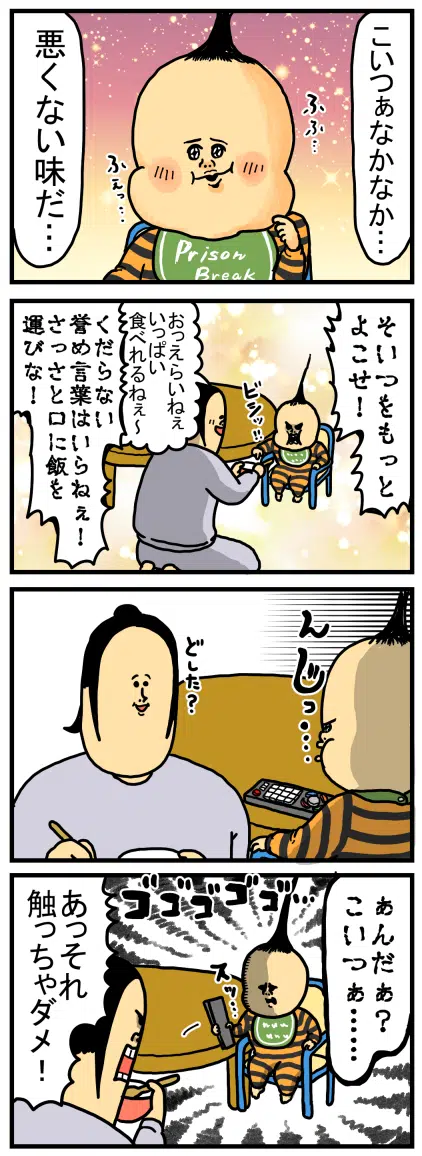 こいつぁなかなか…
ふふ…
ふぇっ…
悪くない味だ…
Prison
Break
そいつをもっと
よこせ！
ビシッ!!
おっえらいねぇ
いっぱい
食べれるねぇ～
くだらない
誉め言葉はいらねぇ！
さっさと口に飯を
運びな！
んじっ・・・・
どした？
ぁんだぁ？
こいつぁ……
ゴゴゴゴゴ…
スッ…
あっそれ
触っちゃダメ！